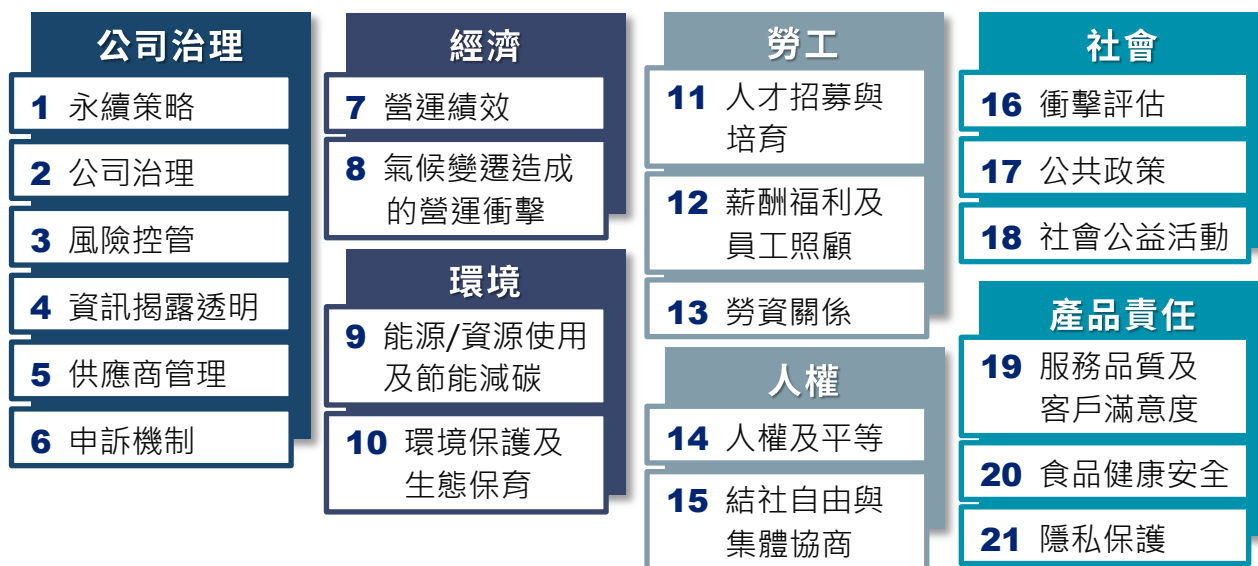 公司治理
1 永續策略
2 公司治理
3 風險控管
4 資訊揭露透明
5 供應商管理
6 申訴機制
經濟
7 營運績效
8 氣候變遷造成
的營運衝擊
環境
9 能源/資源使用
及節能減碳
10 環境保護及
生態保育
勞工
11 人才招募與
培育
12 薪酬福利及
員工照顧
13 勞資關係
人權
14 人權及平等
15 結社自由與
集體協商
社會
16 衝擊評估
17 公共政策
18 社會公益活動
產品責任
19 服務品質及
客戶滿意度
20 食品健康安全
21 隱私保護